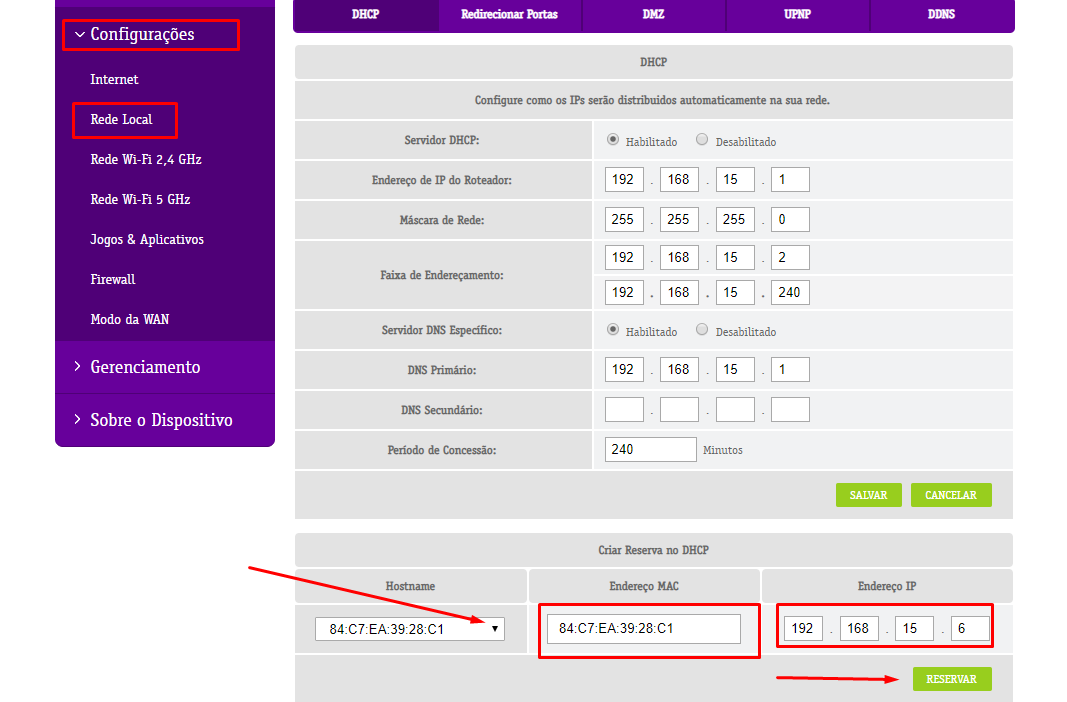 Configurações
Internet
Rede Local
Rede Wi-Fi 2,4 GHz
Rede Wi-Fi 5 GHz
Jogos & Aplicativos
Firewall
Modo da WAN
Gerenciamento
Sobre o Dispositivo
DHCP Redirecionar Portas DMZ UPNP DDNS
DHCP
Configure como os IPs serão distribuidos automaticamente na sua rede.
Servidor DHCP: Habilitado Desabilitado
Endereço de IP do Roteador: 192 . 168 . 15 . 1
Máscara de Rede: 255 . 255 . 255 . 0
Faixa de Endereçamento: 192 . 168 . 15 . 2
192 . 168 . 15 . 240
Servidor DNS Específico: Habilitado Desabilitado
DNS Primário: 192 . 168 . 15 . 1
DNS Secundário: . . .
Período de Concessão: 240 Minutos
SALVAR CANCELAR
Criar Reserva no DHCP
Hostname Endereço MAC Endereço IP
84:C7:EA:39:28:C1 84:C7:EA:39:28:C1 192 . 168 . 15 . 6
RESERVAR